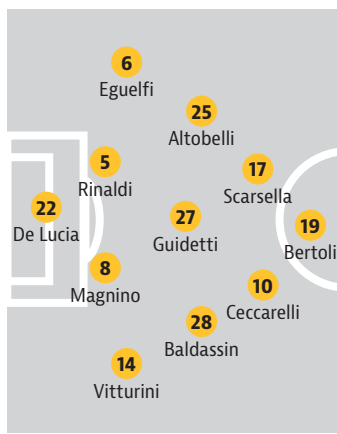 6
Eguelfi
25
Altobelli
5
Rinaldi
17
Scarsella
22
De Lucia
27
Guidetti
19
Bertoli
8
Magnino
10
Ceccarelli
28
Baldassin
14
Vitturini